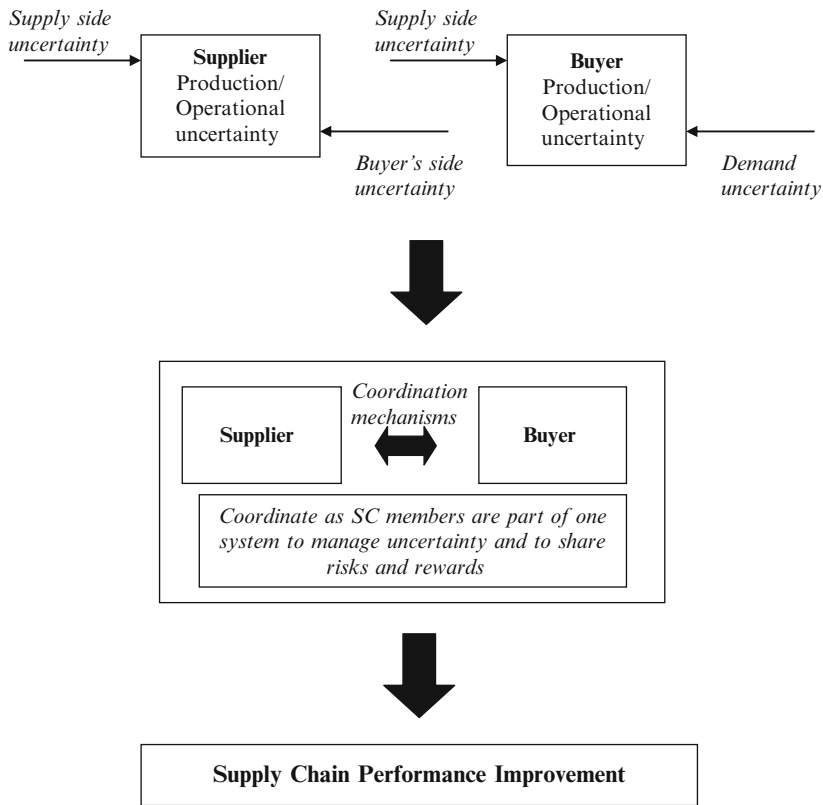 Supply side
uncertainty
Supplier
Production/
Operational
uncertainty
Buyer’s side
uncertainty
Supply side
uncertainty
Buyer
Production/
Operational
uncertainty
Demand
uncertainty
Coordination
mechanisms
Supplier
Buyer
Coordinate as SC members are part of one
system to manage uncertainty and to share
risks and rewards
Supply Chain Performance Improvement